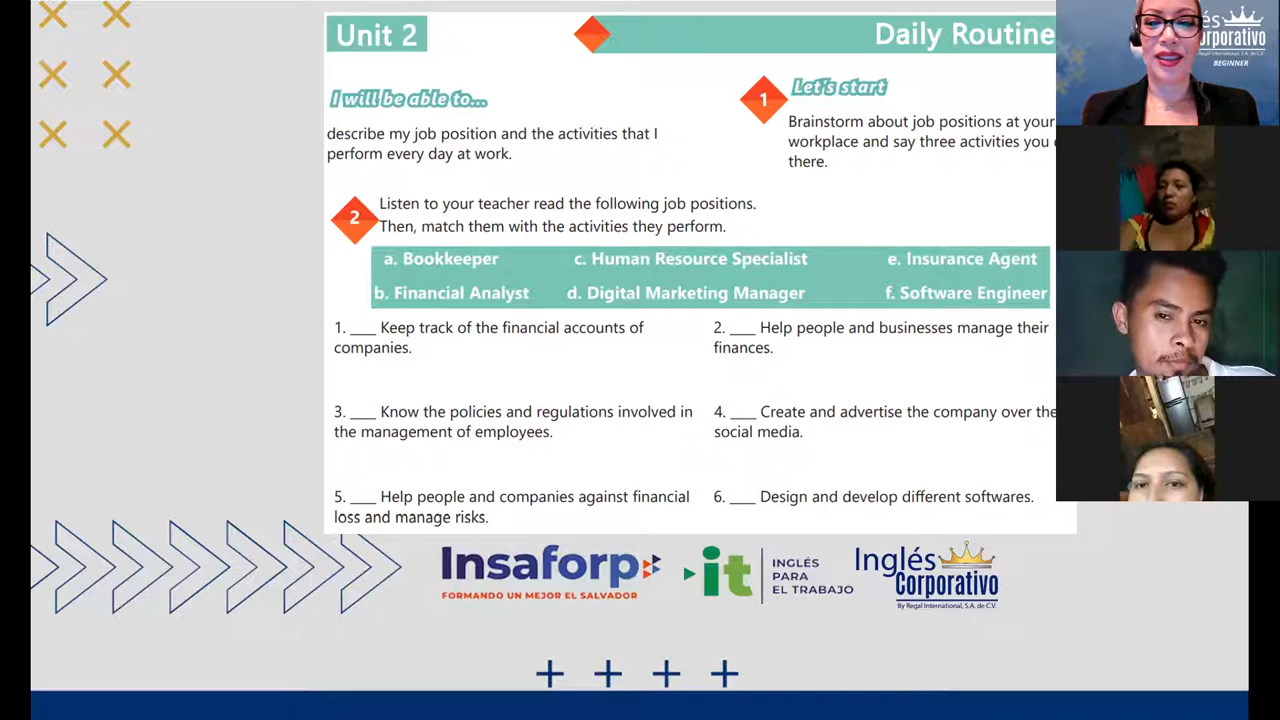 Unit 2
Daily Routine
I will be able to...
describe my job position and the activities that I
perform every day at work.
1
Let's start
Brainstorm about job positions at your
workplace and say three activities you
there.
2
Listen to your teacher read the following job positions.
Then, match them with the activities they perform.
a. Bookkeeper
c. Human Resource Specialist
e. Insurance Agent
b. Financial Analyst
d. Digital Marketing Manager
f. Software Engineer
1. ___ Keep track of the financial accounts of
companies.
2. ___ Help people and businesses manage their
finances.
3. ___ Know the policies and regulations involved in
the management of employees.
4. ___ Create and advertise the company over the
social media.
5. ___ Help people and companies against financial
loss and manage risks.
6. ___ Design and develop different softwares.
Insaforp
FORMANDO UN MEJOR EL SALVADOR
it
INGLÉS
PARA
EL TRABAJO
Inglés
Corporativo
By Regal International, S.A. de C.V.
BEGINNER